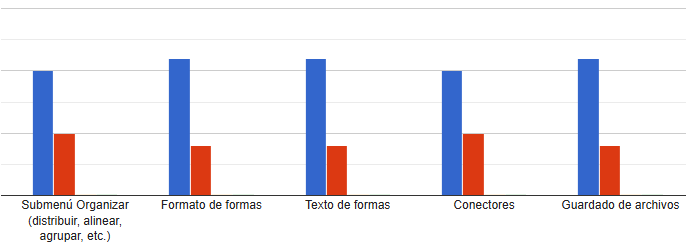 Submenú Organizar
(distribuir, alinear,
agrupar, etc.)
Formato de formas
Texto de formas
Conectores
Guardado de archivos